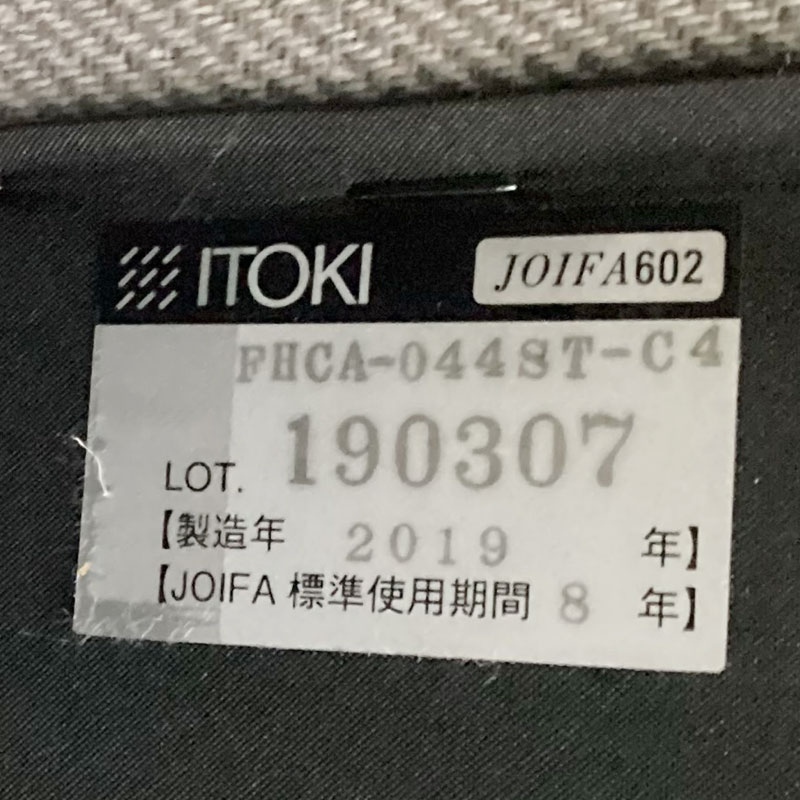 ITOKI JOIFA602
FHCA-044ST-C4
LOT. 190307
【製造年 2019 年】
【JOIFA 標準使用期間 8 年】